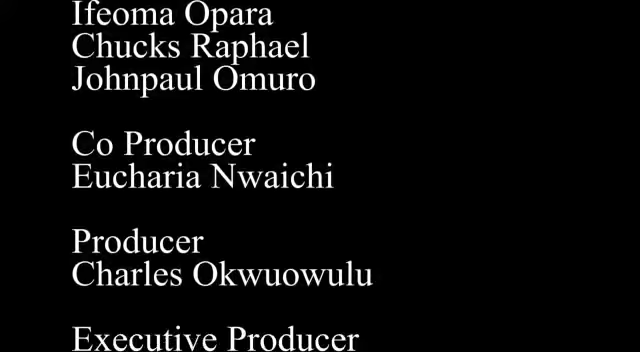 Ifeoma Opara
Chucks Raphael
Johnpaul Omuro
Co Producer
Eucharia Nwaichi
Producer
Charles Okwuowulu
Executive Producer